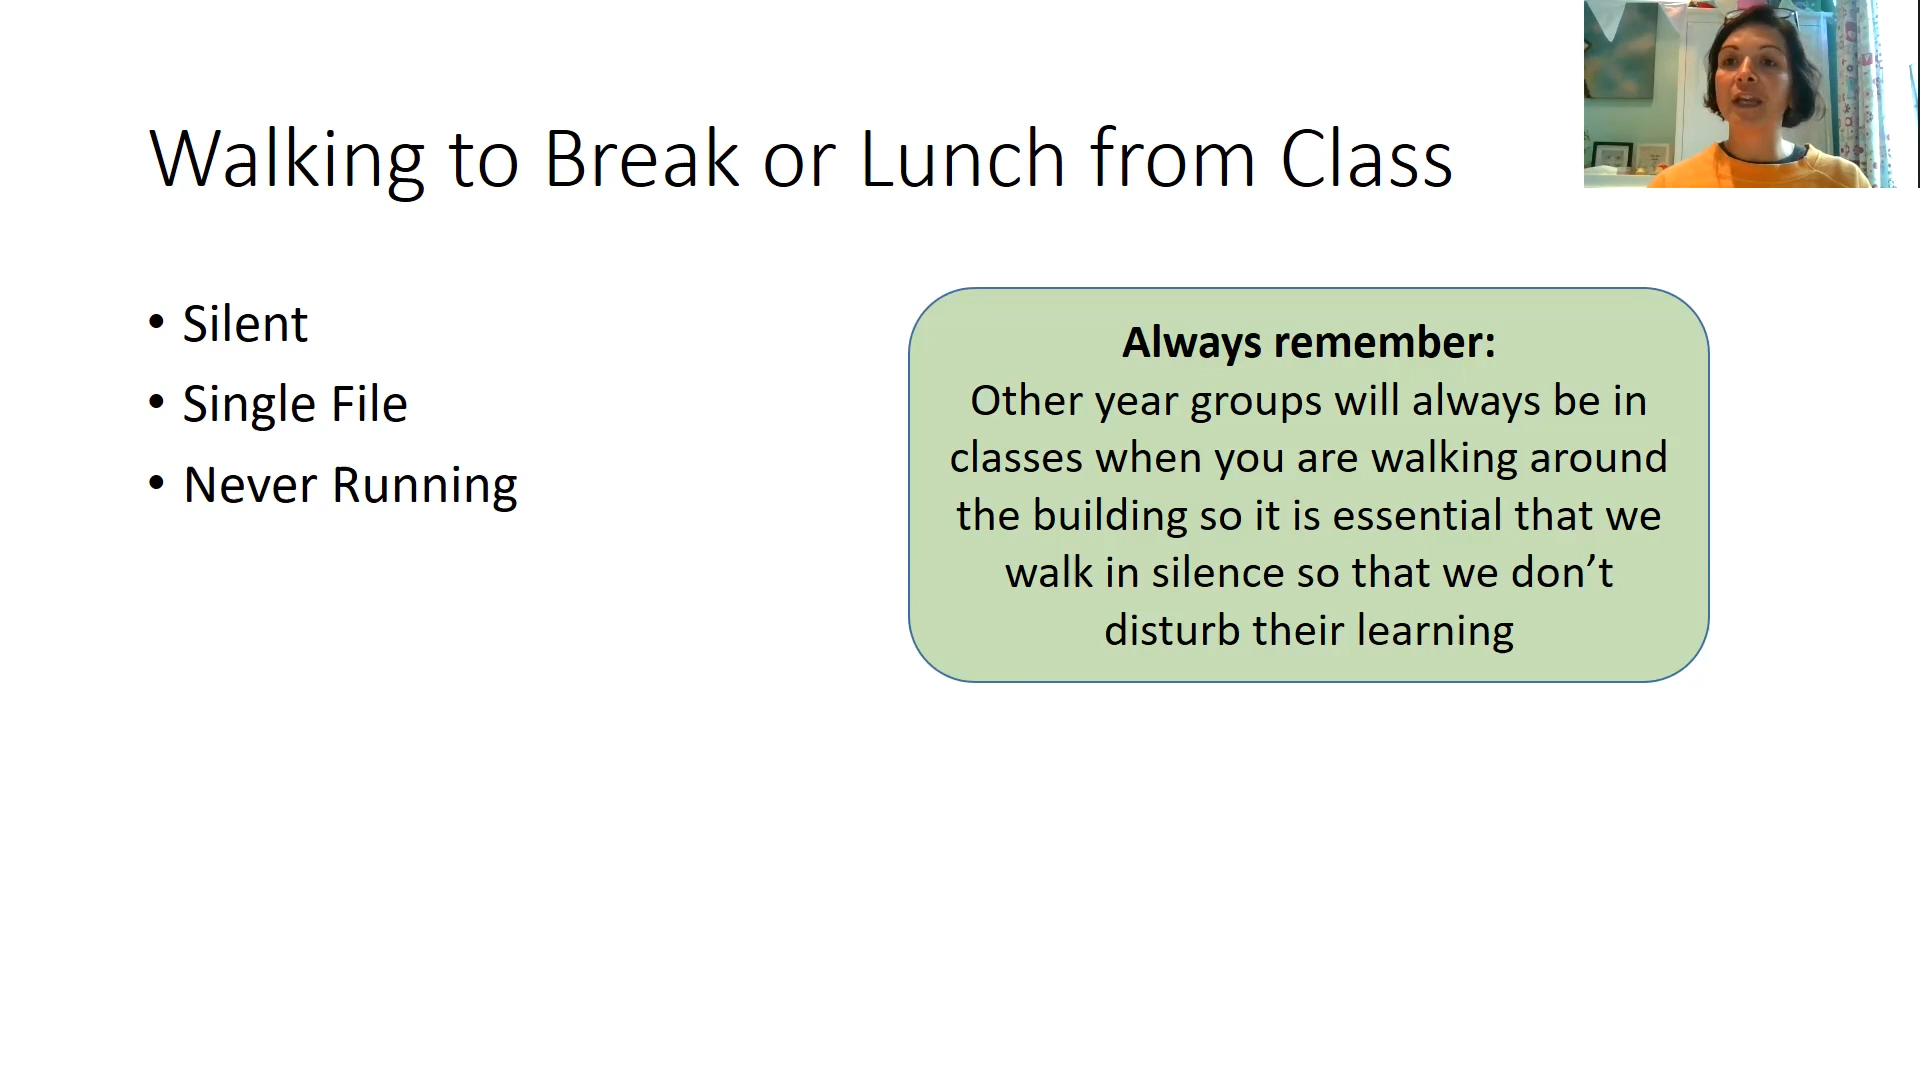 Walking to Break or Lunch from Class
• Silent
• Single File
• Never Running
Always remember:
Other year groups will always be in
classes when you are walking around
the building so it is essential that we
walk in silence so that we don’t
disturb their learning